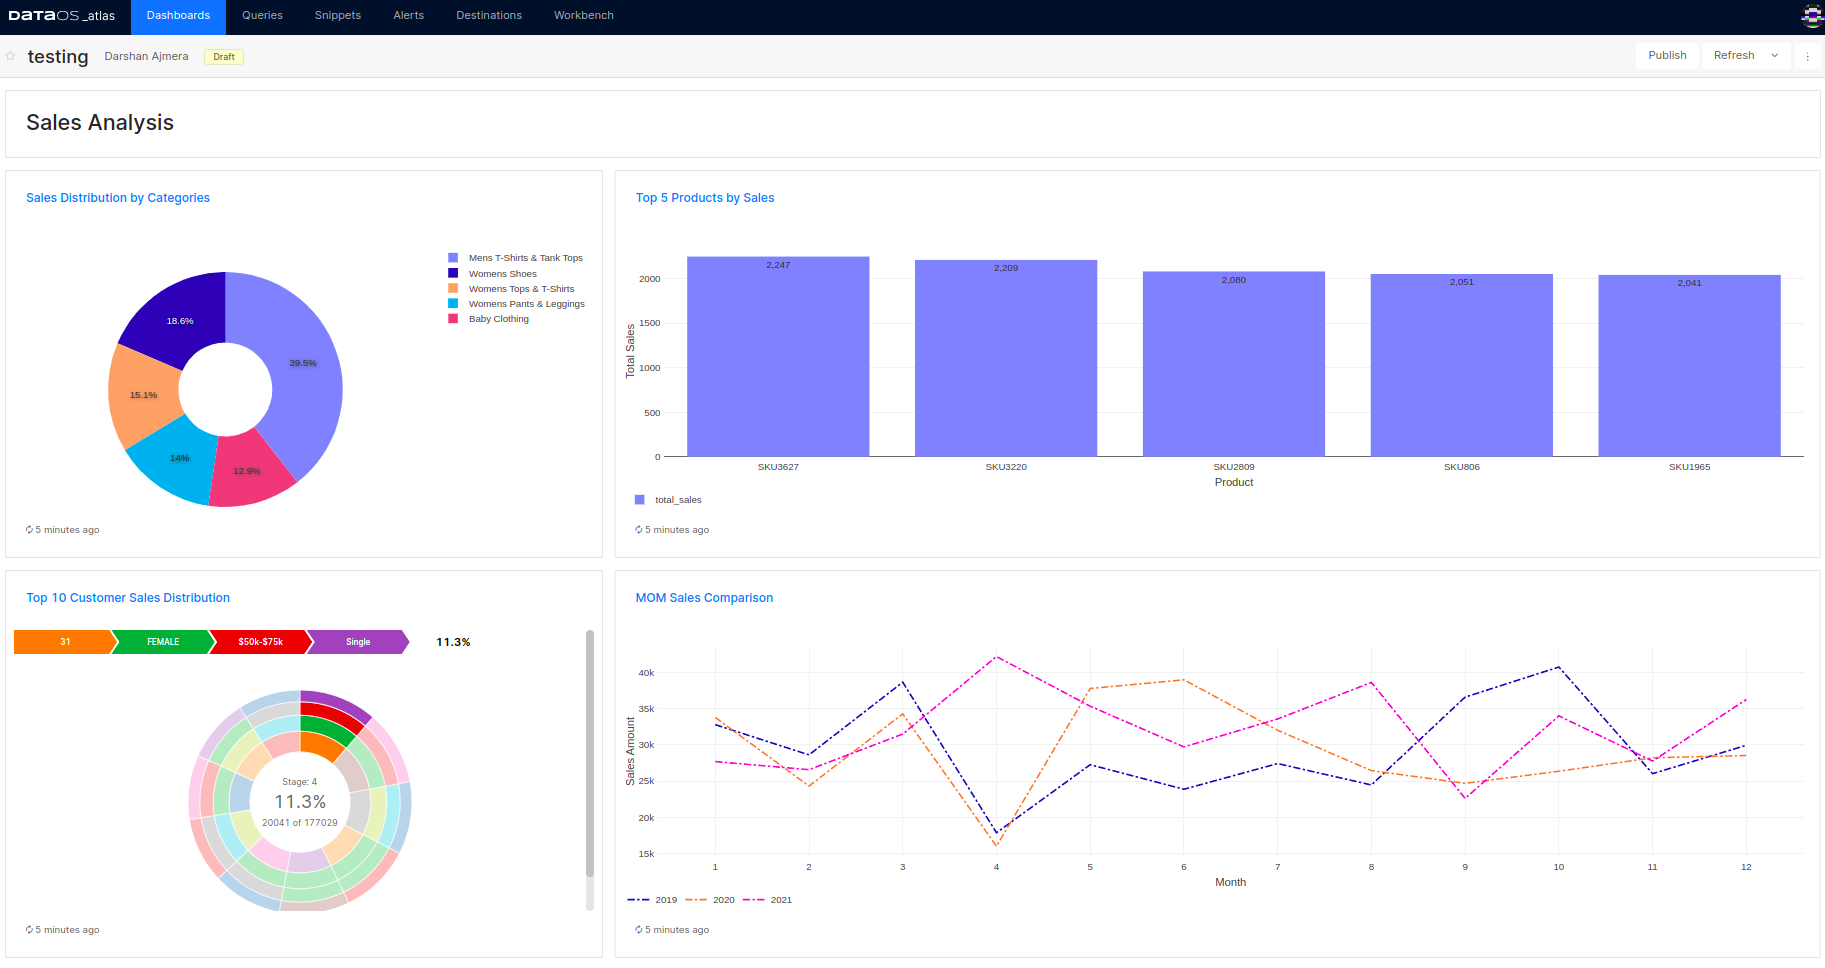 DATAOS_atlas Dashboards Queries Snippets Alerts Destinations Workbench
testing Darshan Ajmera Draft Publish Refresh
Sales Analysis
Sales Distribution by Categories
Mens T-Shirts & Tank Tops
Womens Shoes
Womens Tops & T-Shirts
Womens Pants & Leggings
Baby Clothing
18.6%
39.5%
15.1%
14%
12.9%
5 minutes ago
Top 5 Products by Sales
2,247 2,209 2,080 2,051 2,041
2000
1500
1000
500
0
Total Sales
SKU3627 SKU3220 SKU2809 SKU806 SKU1965
Product
total_sales
5 minutes ago
Top 10 Customer Sales Distribution
31 FEMALE $50k-$75k Single 11.3%
Stage: 4
11.3%
20041 of 177029
5 minutes ago
MOM Sales Comparison
40k
35k
30k
25k
20k
15k
Sales Amount
1 2 3 4 5 6 7 8 9 10 11 12
Month
2019 2020 2021
5 minutes ago